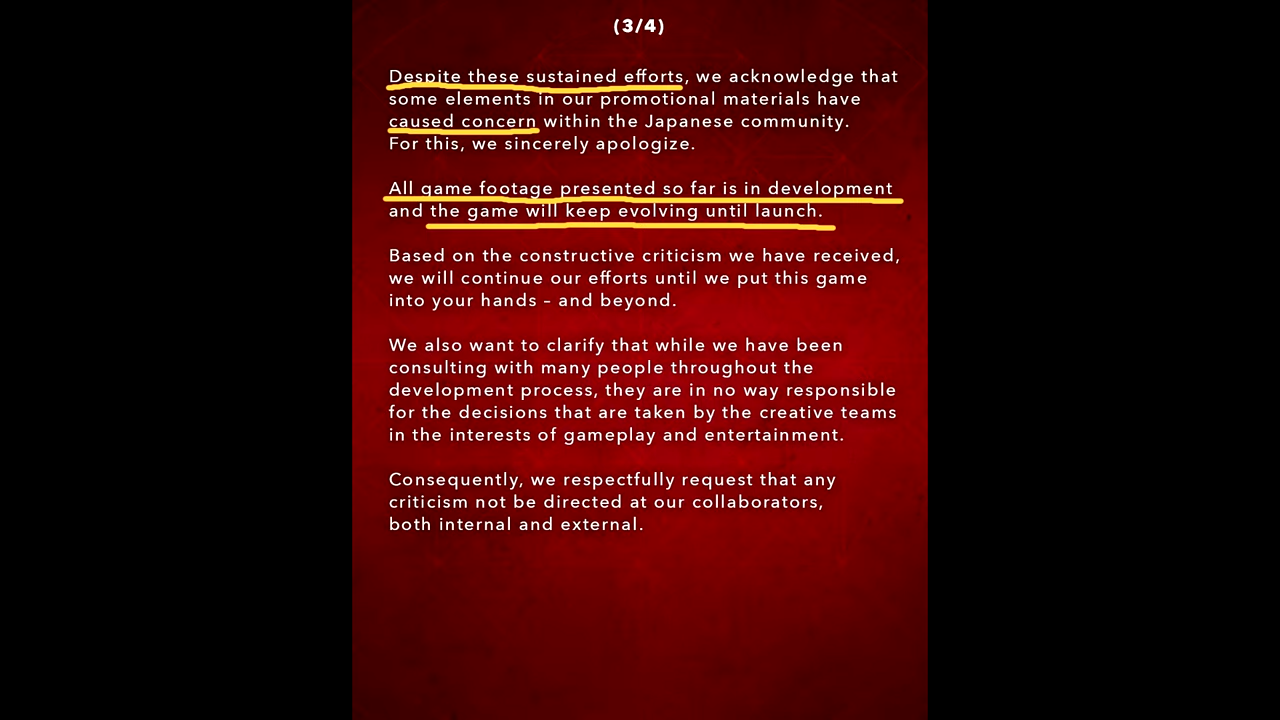 (3/4)
Despite these sustained efforts, we acknowledge that
some elements in our promotional materials have
caused concern within the Japanese community.
For this, we sincerely apologize.
All game footage presented so far is in development
and the game will keep evolving until launch.
Based on the constructive criticism we have received,
we will continue our efforts until we put this game
into your hands – and beyond.
We also want to clarify that while we have been
consulting with many people throughout the
development process, they are in no way responsible
for the decisions that are taken by the creative teams
in the interests of gameplay and entertainment.
Consequently, we respectfully request that any
criticism not be directed at our collaborators,
both internal and external.